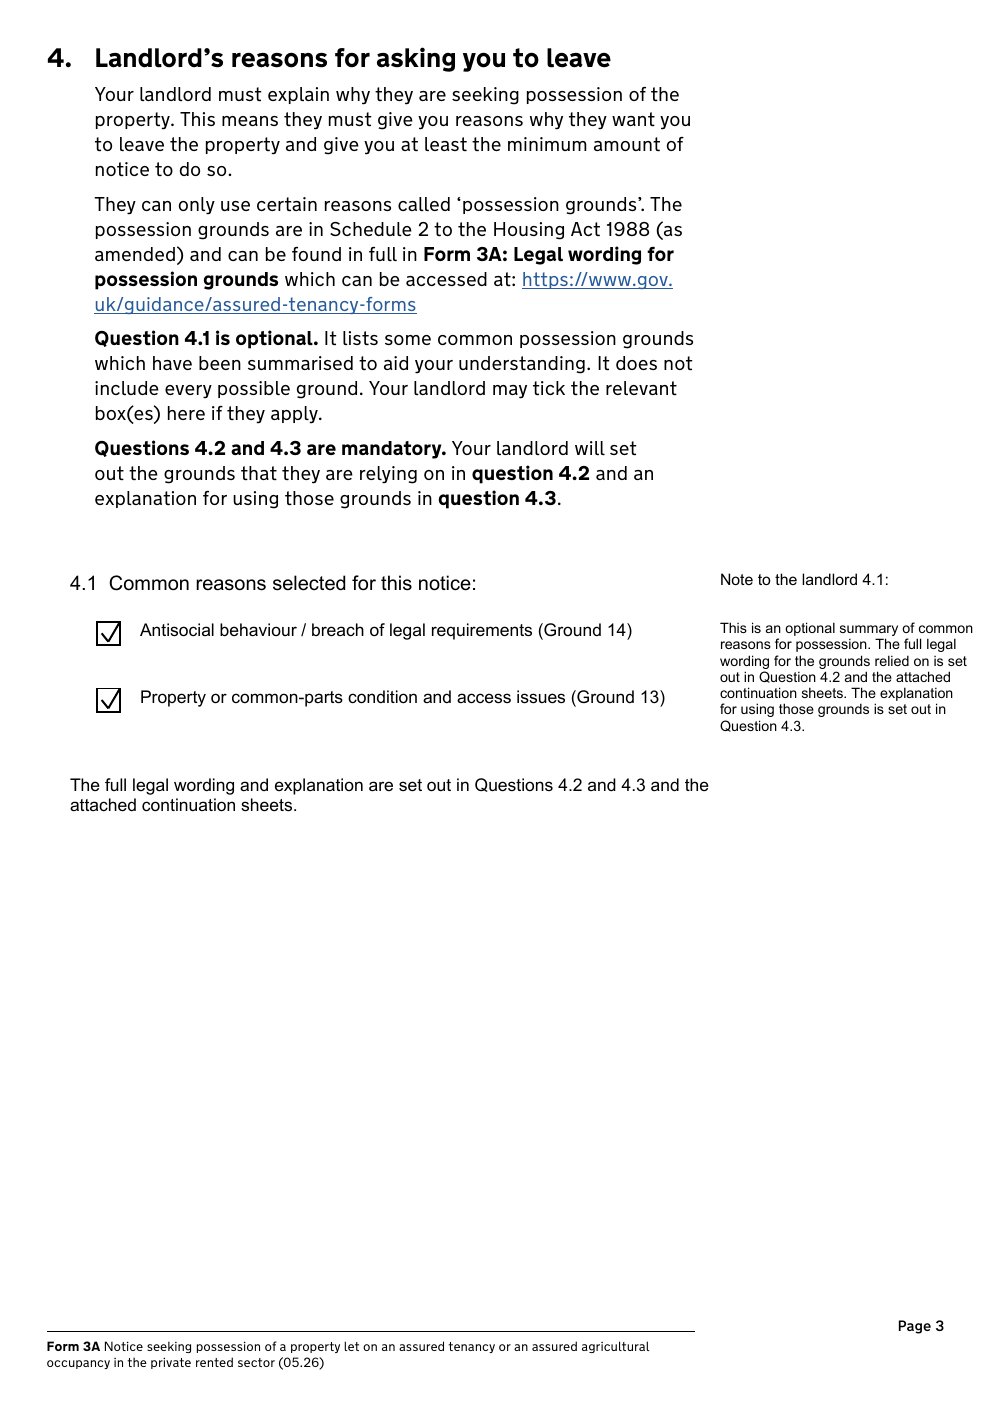 4. Landlord’s reasons for asking you to leave
Your landlord must explain why they are seeking possession of the
property. This means they must give you reasons why they want you
to leave the property and give you at least the minimum amount of
notice to do so.
They can only use certain reasons called ‘possession grounds’. The
possession grounds are in Schedule 2 to the Housing Act 1988 (as
amended) and can be found in full in Form 3A: Legal wording for
possession grounds which can be accessed at: https://www.gov.
uk/guidance/assured-tenancy-forms
Question 4.1 is optional. It lists some common possession grounds
which have been summarised to aid your understanding. It does not
include every possible ground. Your landlord may tick the relevant
box(es) here if they apply.
Questions 4.2 and 4.3 are mandatory. Your landlord will set
out the grounds that they are relying on in question 4.2 and an
explanation for using those grounds in question 4.3.
4.1 Common reasons selected for this notice:
Antisocial behaviour / breach of legal requirements (Ground 14)
Property or common-parts condition and access issues (Ground 13)
The full legal wording and explanation are set out in Questions 4.2 and 4.3 and the
attached continuation sheets.
Note to the landlord 4.1:
This is an optional summary of common
reasons for possession. The full legal
wording for the grounds relied on is set
out in Question 4.2 and the attached
continuation sheets. The explanation
for using those grounds is set out in
Question 4.3.
Page 3
Form 3A Notice seeking possession of a property let on an assured tenancy or an assured agricultural
occupancy in the private rented sector (05.26)